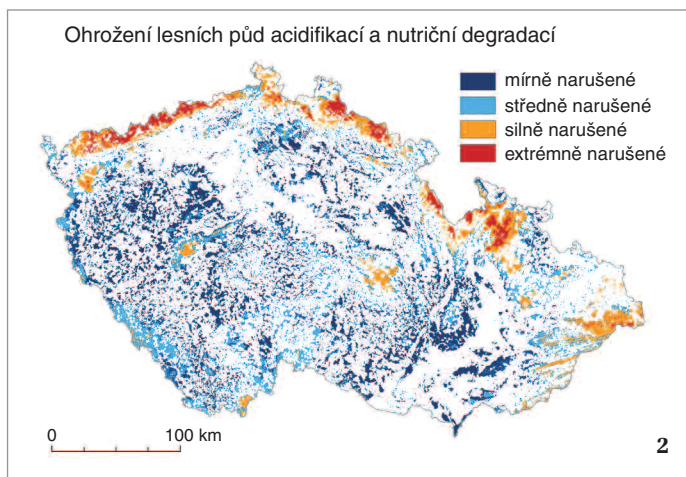 Ohrožení lesních půd acidifikací a nutriční degradací
mírně narušené
středně narušené
silně narušené
extrémně narušené
0 100 km
2